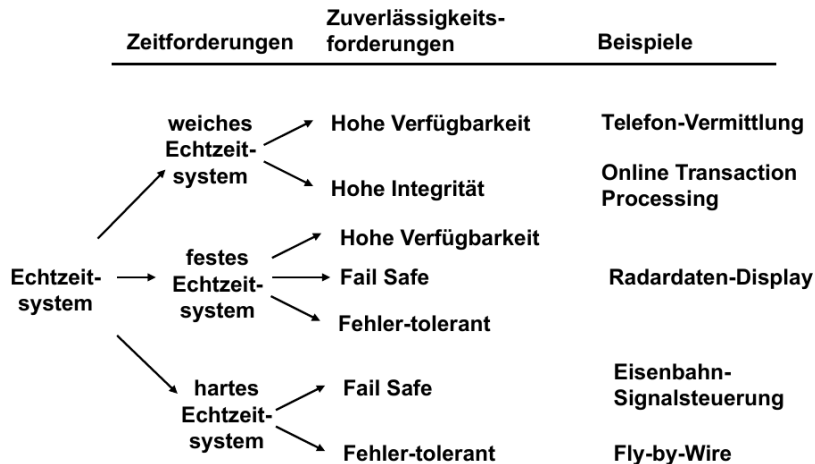 Zeitforderungen
Zuverlässigkeits-
forderungen
Beispiele
Echtzeit-
system
weiches
Echtzeit-
system
Hohe Verfügbarkeit
Telefon-Vermittlung
Hohe Integrität
Online Transaction
Processing
festes
Echtzeit-
system
Hohe Verfügbarkeit
Fail Safe
Radardaten-Display
Fehler-tolerant
hartes
Echtzeit-
system
Fail Safe
Eisenbahn-
Signalsteuerung
Fehler-tolerant
Fly-by-Wire